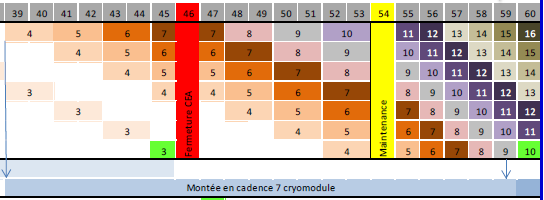 39 40 41 42 43 44 45 46 47 48 49 50 51 52 53 54 55 56 57 58 59 60
4 5 6 7 7 8 9 10 11 12 13 14 15 16
4 5 6 6 7 8 9 10 11 12 13 14 15
4 5 5 6 7 8 9 10 11 12 13 14
3 4 4 5 6 7 8 9 10 11 12 13
3 4 5 6 7 8 9 10 11 12
3 4 5 6 7 8 9 10 11
3 4 5 6 7 8 9 10
Fermeture CEA
Maintenance
Montée en cadence 7 cryomodule